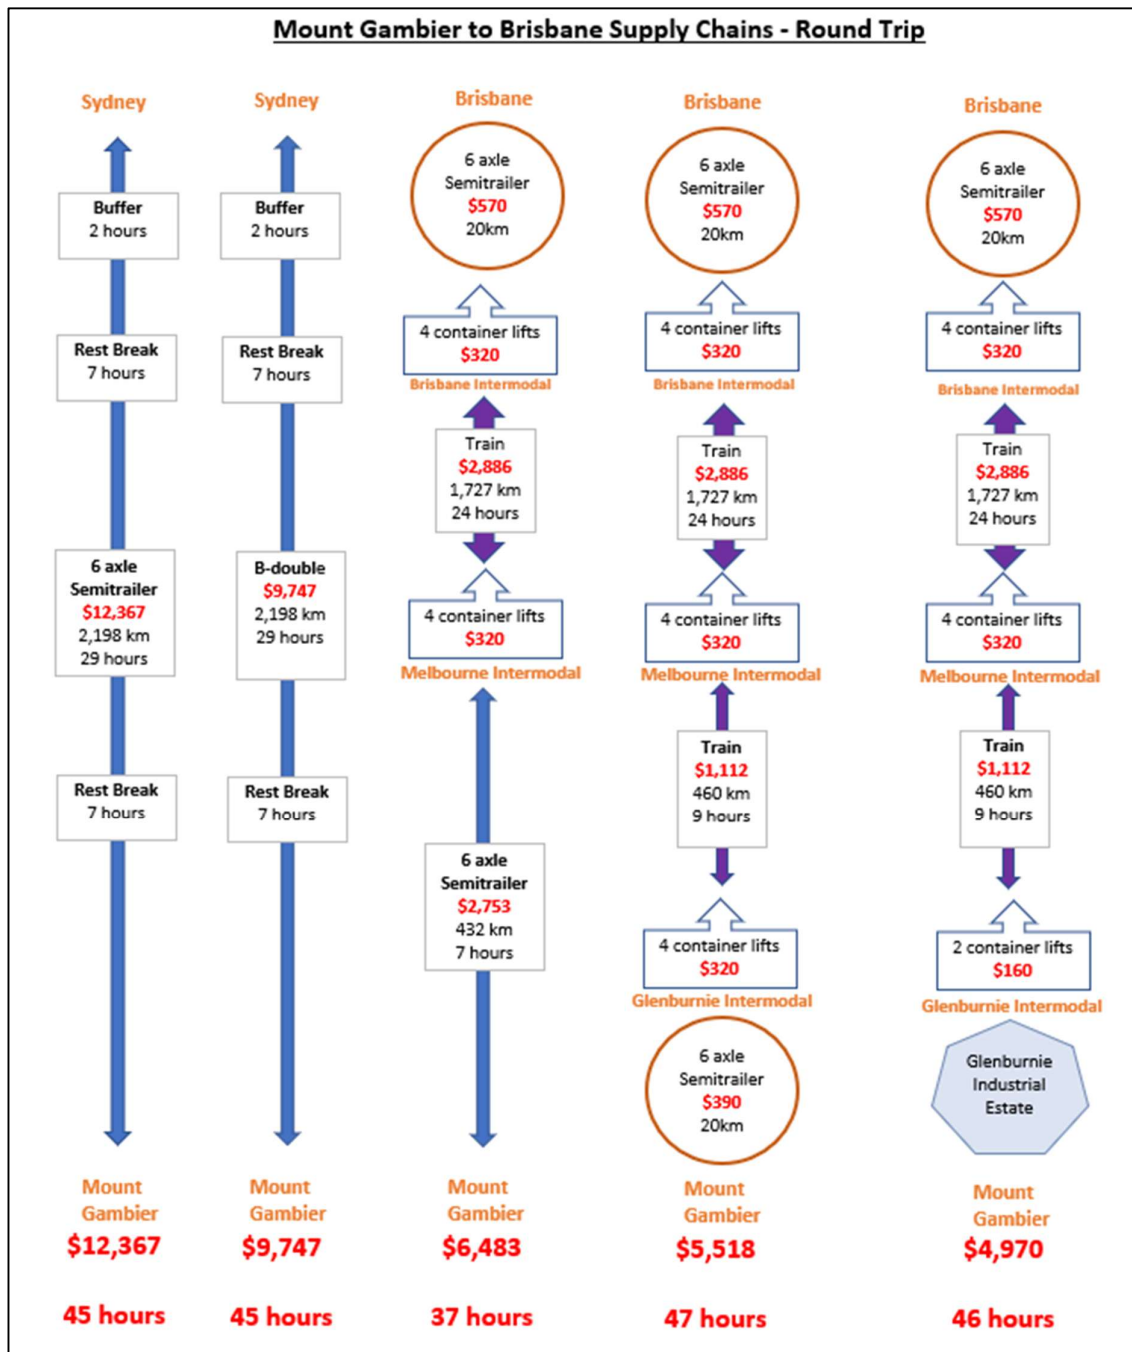 Mount Gambier to Brisbane Supply Chains - Round Trip
Sydney
Buffer
2 hours
Rest Break
7 hours
6 axle
Semitrailer
$12,367
2,198 km
29 hours
Rest Break
7 hours
Mount
Gambier
$12,367
45 hours
Sydney
Buffer
2 hours
Rest Break
7 hours
B-double
$9,747
2,198 km
29 hours
Rest Break
7 hours
Mount
Gambier
$9,747
45 hours
Brisbane
6 axle
Semitrailer
$570
20km
4 container lifts
$320
Brisbane Intermodal
Train
$2,886
1,727 km
24 hours
4 container lifts
$320
Melbourne Intermodal
6 axle
Semitrailer
$2,753
432 km
7 hours
Mount
Gambier
$6,483
37 hours
Brisbane
6 axle
Semitrailer
$570
20km
4 container lifts
$320
Brisbane Intermodal
Train
$2,886
1,727 km
24 hours
4 container lifts
$320
Melbourne Intermodal
Train
$1,112
460 km
9 hours
4 container lifts
$320
Glenburnie Intermodal
6 axle
Semitrailer
$390
20km
Mount
Gambier
$5,518
47 hours
Brisbane
6 axle
Semitrailer
$570
20km
4 container lifts
$320
Brisbane Intermodal
Train
$2,886
1,727 km
24 hours
4 container lifts
$320
Melbourne Intermodal
Train
$1,112
460 km
9 hours
2 container lifts
$160
Glenburnie Intermodal
Glenburnie
Industrial
Estate
Mount
Gambier
$4,970
46 hours